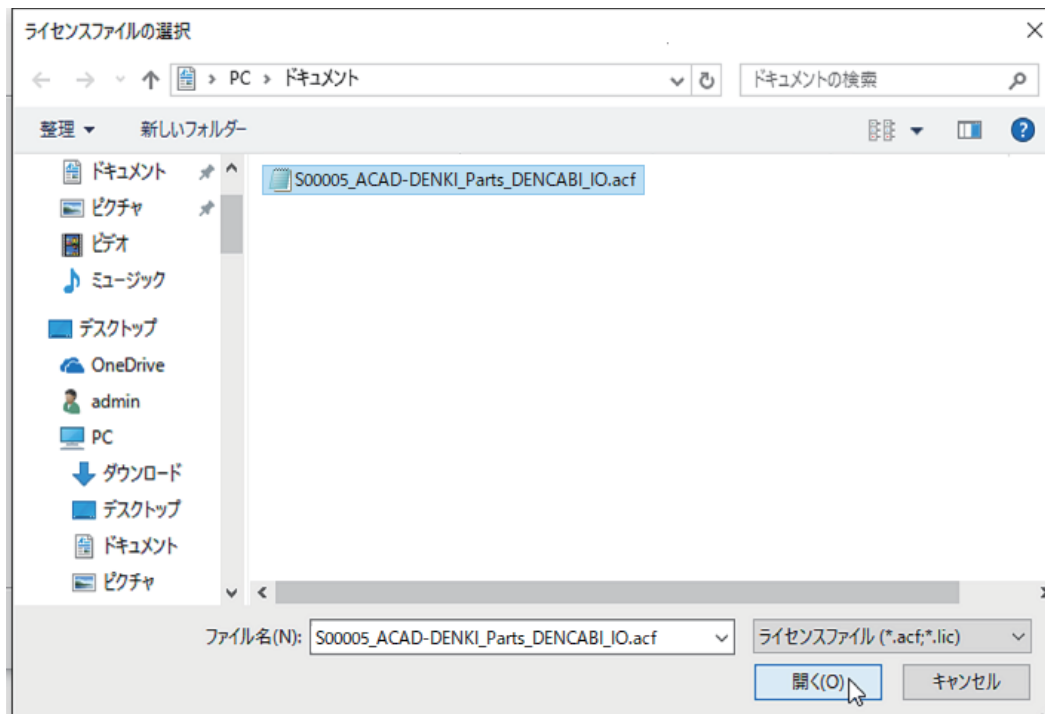 ライセンスファイルの選択
PC > ドキュメント
ドキュメントの検索
整理 新しいフォルダー
ドキュメント
ピクチャ
ビデオ
ミュージック
デスクトップ
OneDrive
admin
PC
ダウンロード
デスクトップ
ドキュメント
ピクチャ
S00005_ACAD-DENKI_Parts_DENCABI_IO.acf
ファイル名(N): S00005_ACAD-DENKI_Parts_DENCABI_IO.acf
ライセンスファイル (*.acf;*.lic)
開く(O) キャンセル